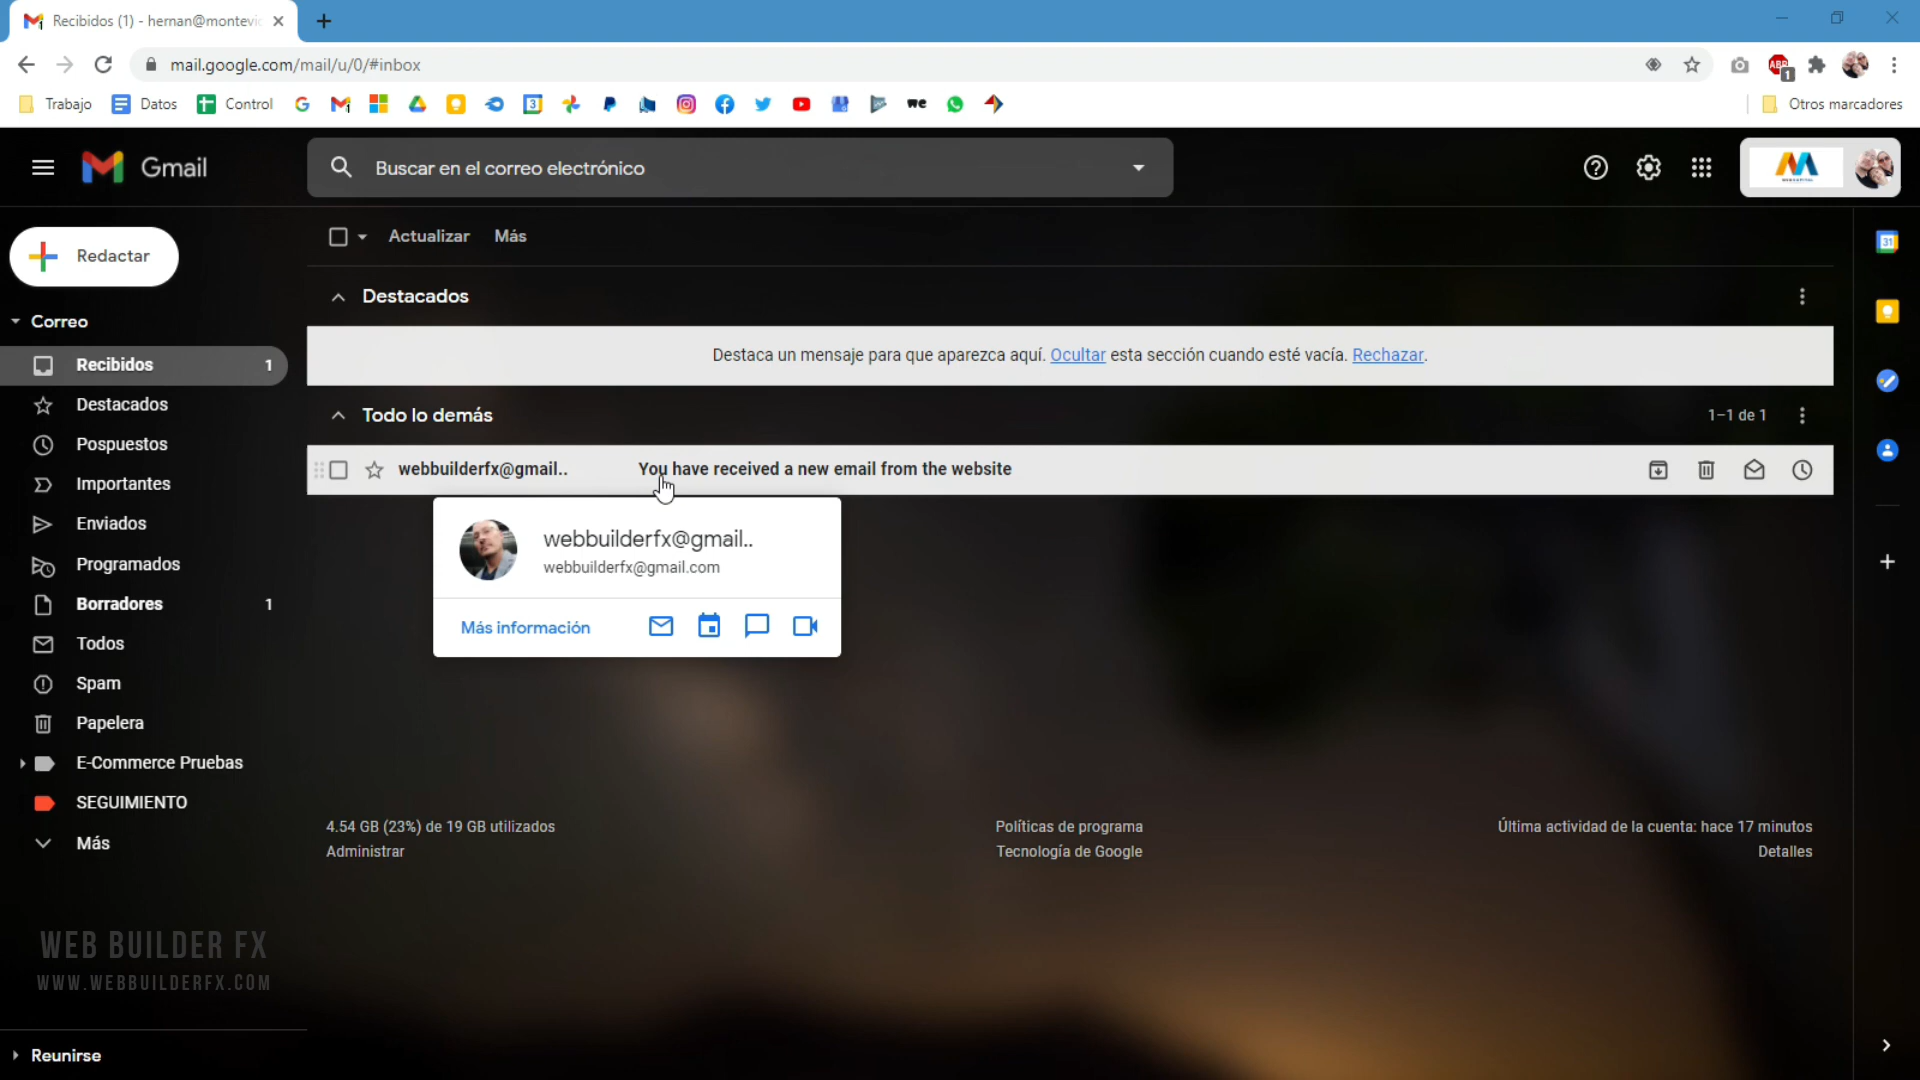 Recibidos (1) - hernan@montevi
mail.google.com/mail/u/0/#inbox
ABP
1
Trabajo
Datos
Control
3
we
Otros marcadores
Gmail
Buscar en el correo electrónico
Redactar
Actualizar
Más
31
Destacados
Correo
Destaca un mensaje para que aparezca aquí. Ocultar esta sección cuando esté vacía. Rechazar.
Recibidos 1
Destacados
Todo lo demás
1–1 de 1
Pospuestos
webbuilderfx@gmail..
You have received a new email from the website
Importantes
Enviados
webbuilderfx@gmail..
webbuilderfx@gmail.com
Programados
Borradores 1
Más información
Todos
Spam
Papelera
E-Commerce Pruebas
SEGUIMIENTO
Más
4.54 GB (23%) de 19 GB utilizados
Administrar
Políticas de programa
Tecnología de Google
Última actividad de la cuenta: hace 17 minutos
Detalles
WEB BUILDER FX
WWW.WEBBUILDERFX.COM
Reunirse